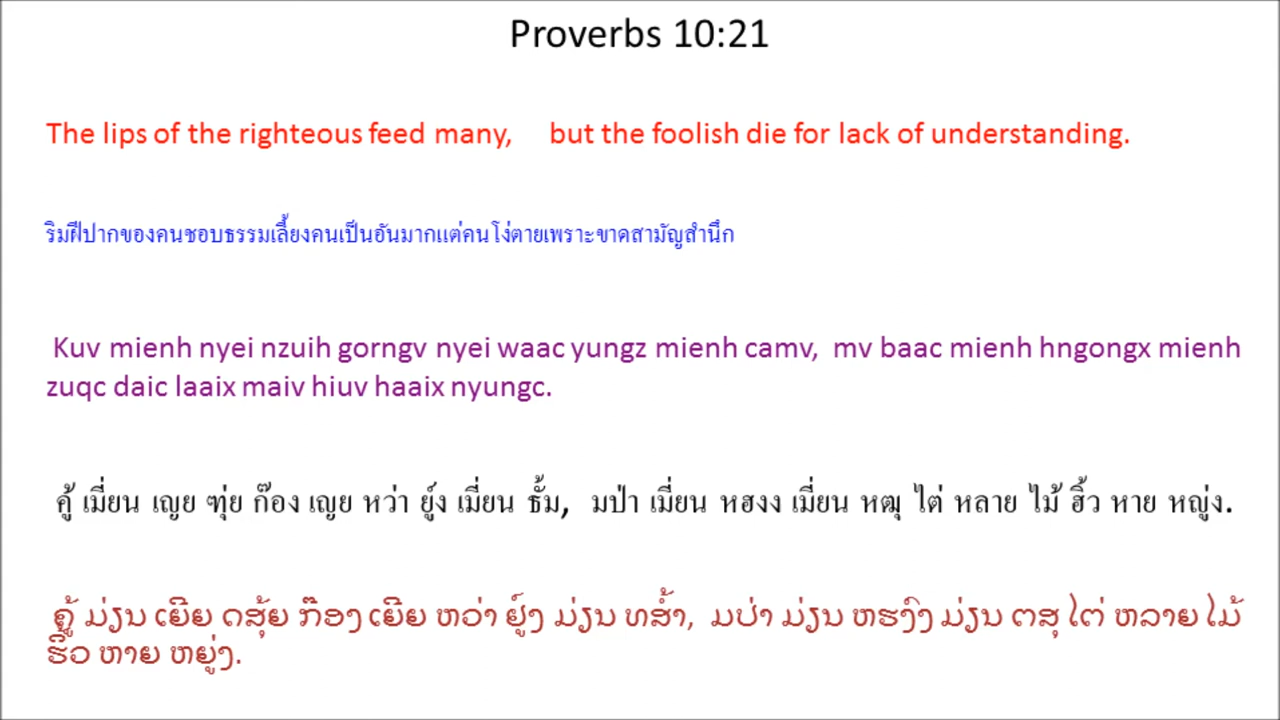 Proverbs 10:21
The lips of the righteous feed many, but the foolish die for lack of understanding.
ริมฝีปากของคนชอบธรรมเลี้ยงคนเป็นอันมากแต่คนโง่ตายเพราะขาดสามัญสำนึก
Kuv mienh nyei nzuih gorngv nyei waac yungz mienh camv, mv baac mienh hngongx mienh
zuqc daic laaix maiv hiuv haaix nyungc.
คู้ เมี่ยน เญย ฑุ่ย ก๊อง เญย หว่า ยู์ง เมี่ยน ธั้ม, มป่า เมี่ยน หฮงง เมี่ยน หฒุ ไต่ หลาย ไม้ ฮิ้ว หาย หญู่ง.
ຄູ້ ມ່ຽນ ເຍີຍ ດສຸ້ຍ ກ໊ອງ ເຍີຍ ຫວ່າ ຢູ໌ງ ມ່ຽນ ທສ້ຳ, ມປ່າ ມ່ຽນ ຫຮງົງ ມ່ຽນ ຕສຸ ໄຕ່ ຫລາຍ ໄມ້
ຮິ້ວ ຫາຍ ຫຍູ່ງ.